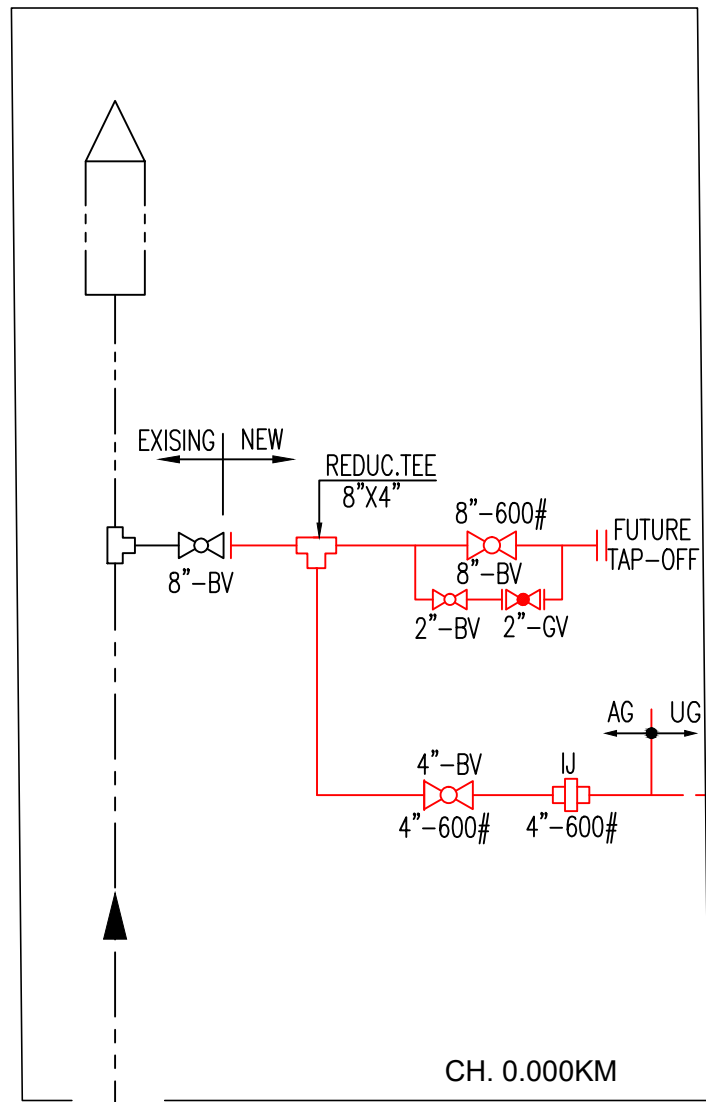 EXISING NEW
REDUC.TEE
8"X4"
8"-600#
FUTURE
TAP-OFF
8"-BV
8"-BV
2"-BV
2"-GV
AG UG
4"-BV
IJ
4"-600#
4"-600#
CH. 0.000KM